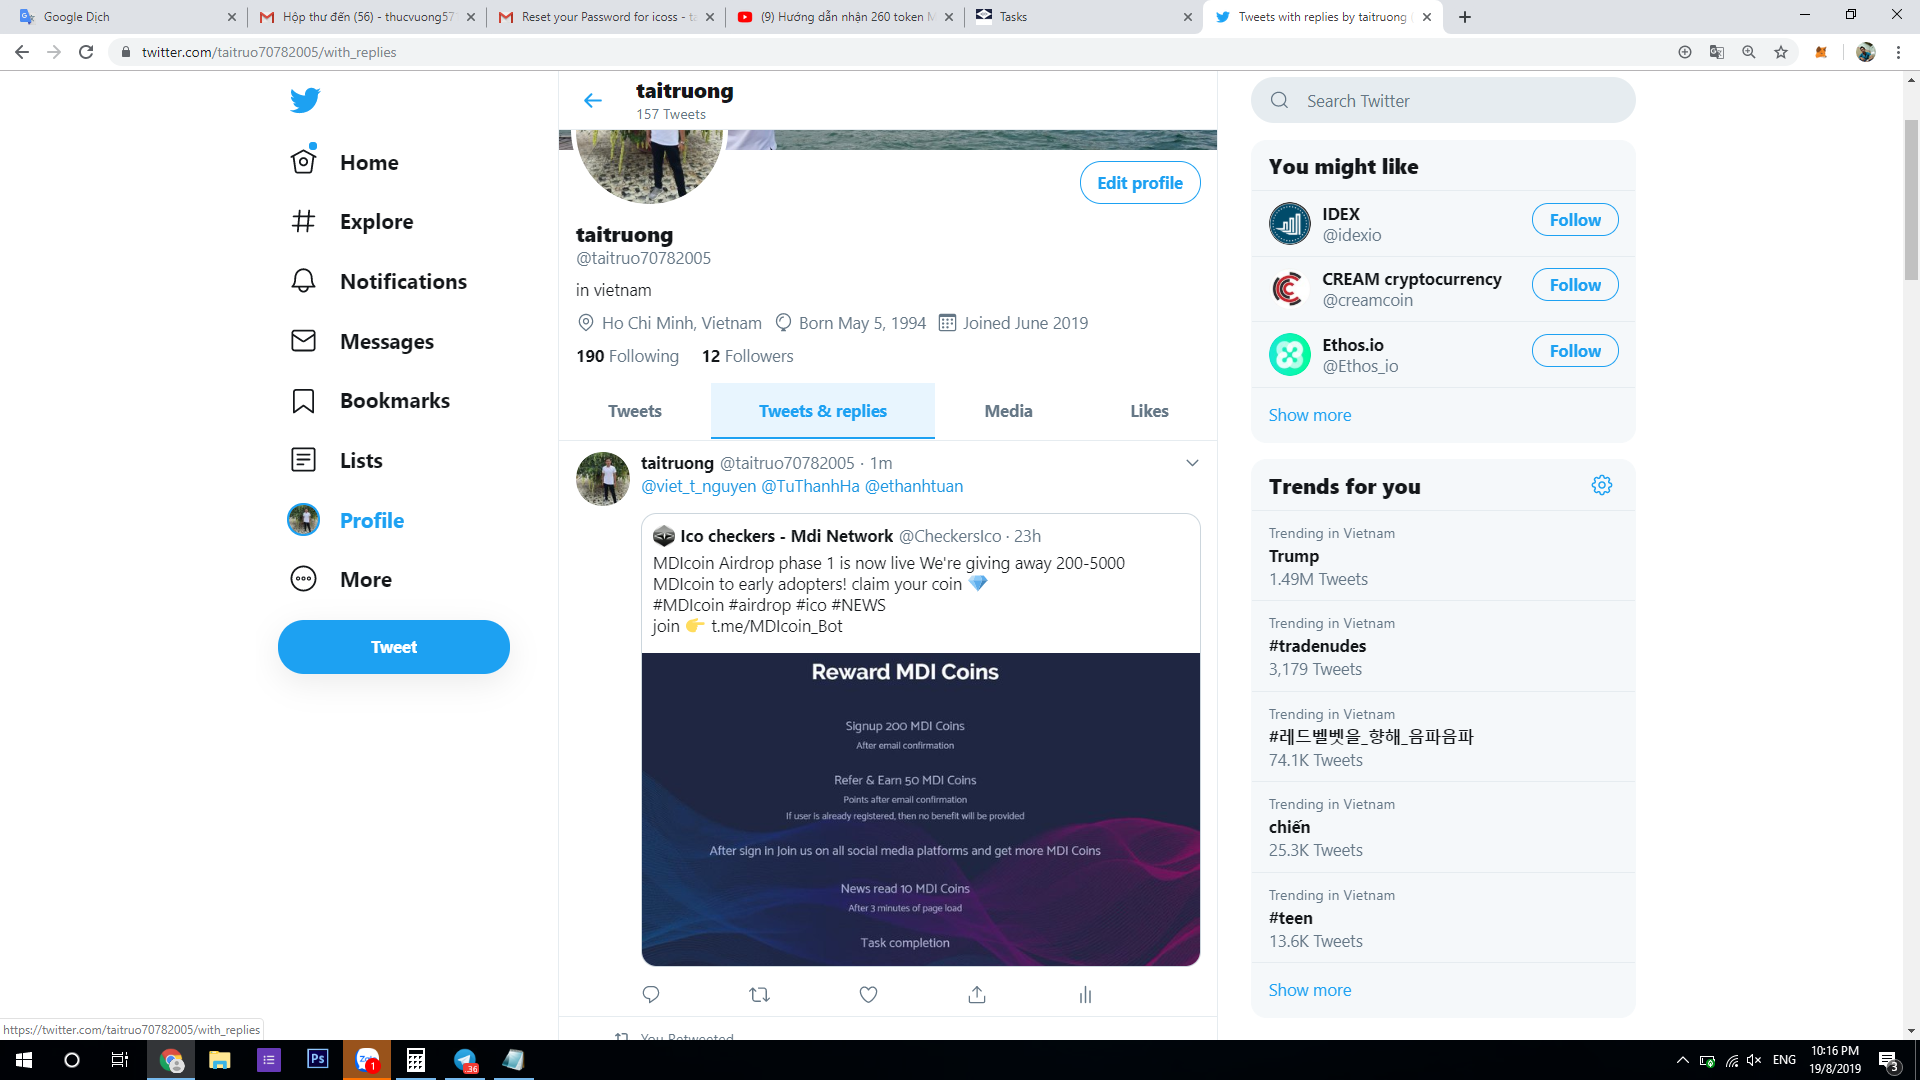 Google Dịch
Hộp thư đến (56) - thucvuong57
Reset your Password for icoss - ta
(9) Hướng dẫn nhận 260 token M
Tasks
Tweets with replies by taitruong
twitter.com/taitruo70782005/with_replies
Home
Explore
Notifications
Messages
Bookmarks
Lists
Profile
More
Tweet
taitruong
157 Tweets
Edit profile
taitruong
@taitruo70782005
in vietnam
Ho Chi Minh, Vietnam Born May 5, 1994 Joined June 2019
190 Following 12 Followers
Tweets Tweets & replies Media Likes
taitruong @taitruo70782005 · 1m
@viet_t_nguyen @TuThanhHa @ethanhtuan
Ico checkers - Mdi Network @CheckersIco · 23h
MDIcoin Airdrop phase 1 is now live We're giving away 200-5000
MDIcoin to early adopters! claim your coin 💎
#MDIcoin #airdrop #ico #NEWS
join 👉 t.me/MDIcoin_Bot
Reward MDI Coins
Signup 200 MDI Coins
After email confirmation
Refer & Earn 50 MDI Coins
Points after email confirmation
If user is already registered, then no benefit will be provided
After sign in Join us on all social media platforms and get more MDI Coins
News read 10 MDI Coins
After 3 minutes of page load
Task completion
You Retweeted
Search Twitter
You might like
IDEX
@idexio
Follow
CREAM cryptocurrency
@creamcoin
Follow
Ethos.io
@Ethos_io
Follow
Show more
Trends for you
Trending in Vietnam
Trump
1.49M Tweets
Trending in Vietnam
#tradenudes
3,179 Tweets
Trending in Vietnam
#레드벨벳을_향해_음파음파
74.1K Tweets
Trending in Vietnam
chiến
25.3K Tweets
Trending in Vietnam
#teen
13.6K Tweets
Show more
https://twitter.com/taitruo70782005/with_replies
Ps
1
36
ENG
10:16 PM
19/8/2019
3